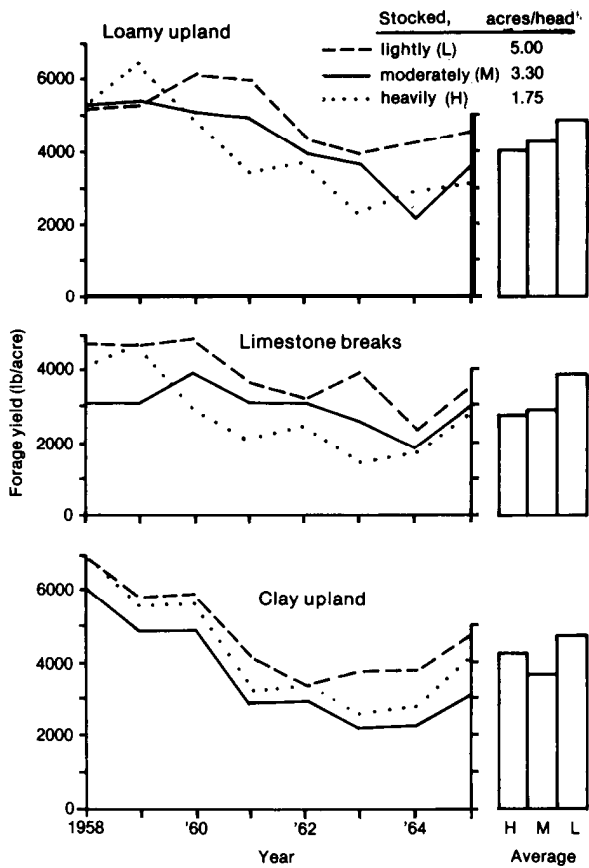 Stocked, acres/head
Loamy upland
lightly (L) 5.00
moderately (M) 3.30
heavily (H) 1.75
6000
4000
2000
0
Limestone breaks
4000
2000
0
Forage yield (lb/acre)
Clay upland
6000
4000
2000
0
1958 '60 '62 '64 H M L
Year Average